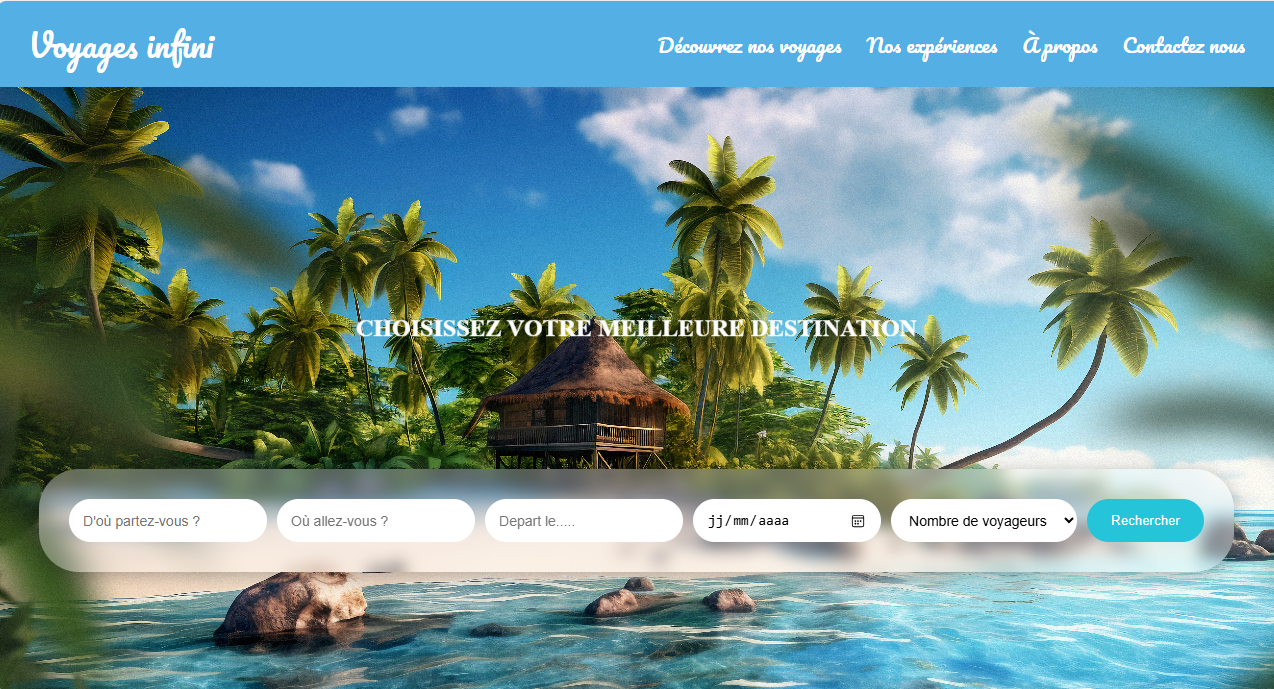 Voyages infini
Découvrez nos voyages Nos expériences À propos Contactez nous
CHOISISSEZ VOTRE MEILLEURE DESTINATION
D'où partez-vous ? Où allez-vous ? Depart le..... jj/mm/aaaa Nombre de voyageurs Rechercher